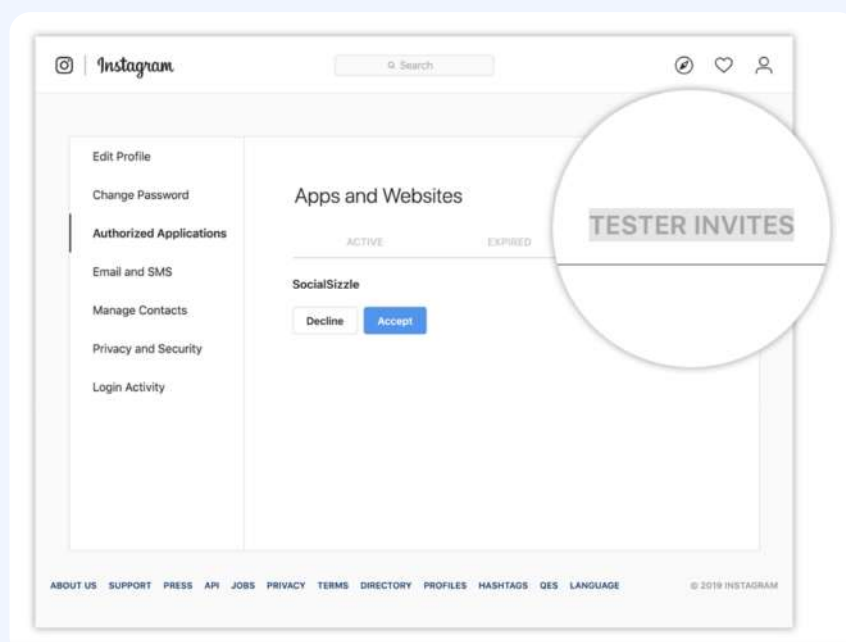 Instagram
Search
Edit Profile
Change Password
Authorized Applications
Email and SMS
Manage Contacts
Privacy and Security
Login Activity
Apps and Websites
ACTIVE EXPIRED TESTER INVITES
SocialSizzle
Decline Accept
ABOUT US SUPPORT PRESS API JOBS PRIVACY TERMS DIRECTORY PROFILES HASHTAGS QES LANGUAGE © 2019 INSTAGRAM